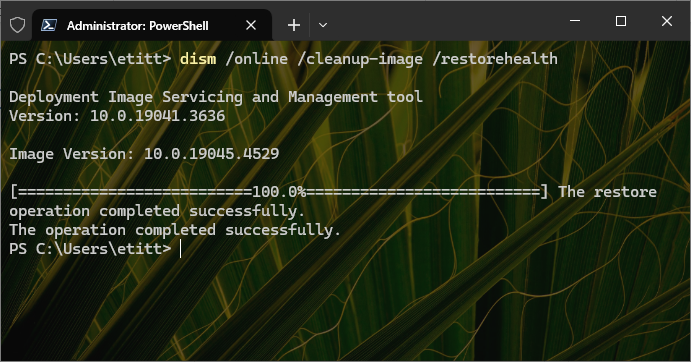 Administrator: PowerShell
PS C:\Users\etitt> dism /online /cleanup-image /restorehealth
Deployment Image Servicing and Management tool
Version: 10.0.19041.3636
Image Version: 10.0.19045.4529
[==========================100.0%==========================] The restore
operation completed successfully.
The operation completed successfully.
PS C:\Users\etitt>